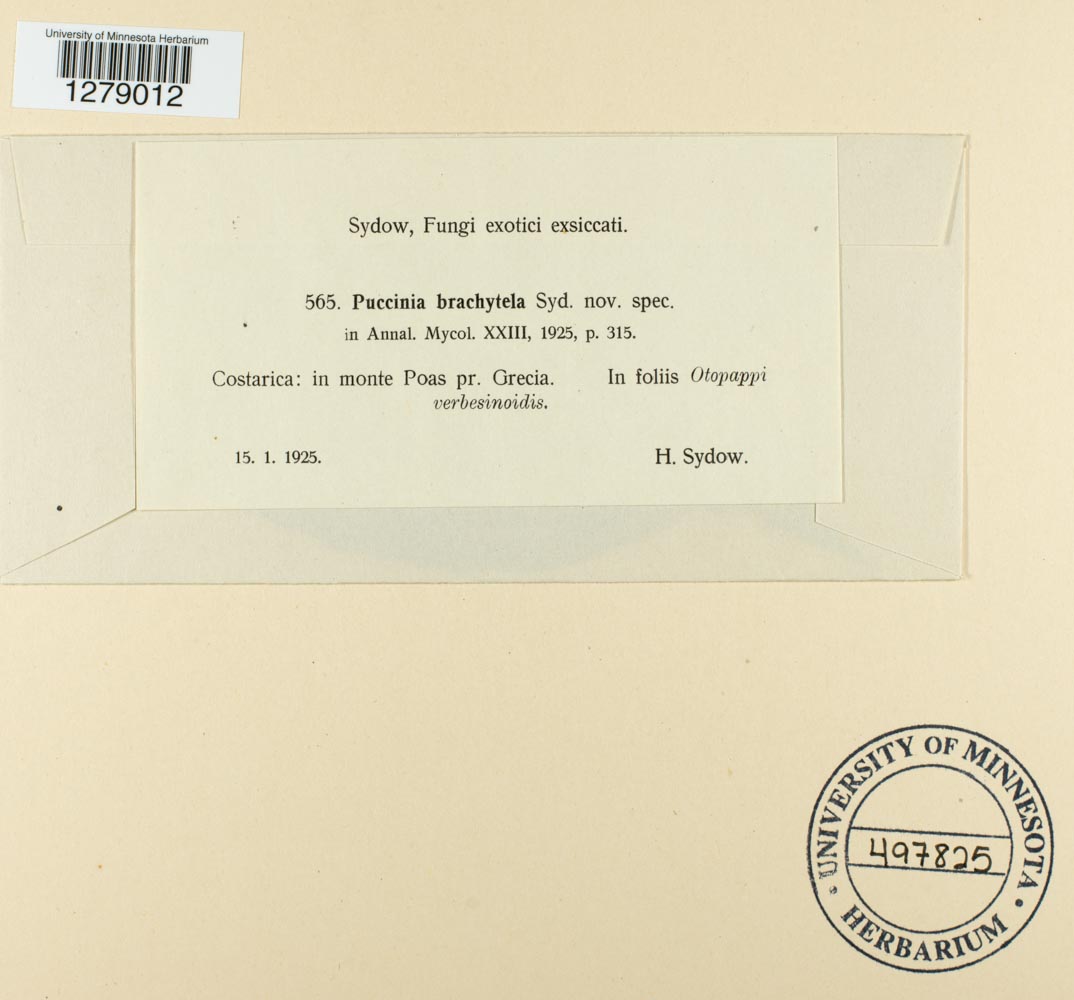 University of Minnesota Herbarium
1279012
Sydow, Fungi exotici exsiccati.
565. Puccinia brachytela Syd. nov. spec.
in Annal. Mycol. XXIII, 1925, p. 315.
Costarica: in monte Poas pr. Grecia. In foliis Otopappi
verbesinoidis.
15. 1. 1925. H. Sydow.
UNIVERSITY OF MINNESOTA
497825
HERBARIUM